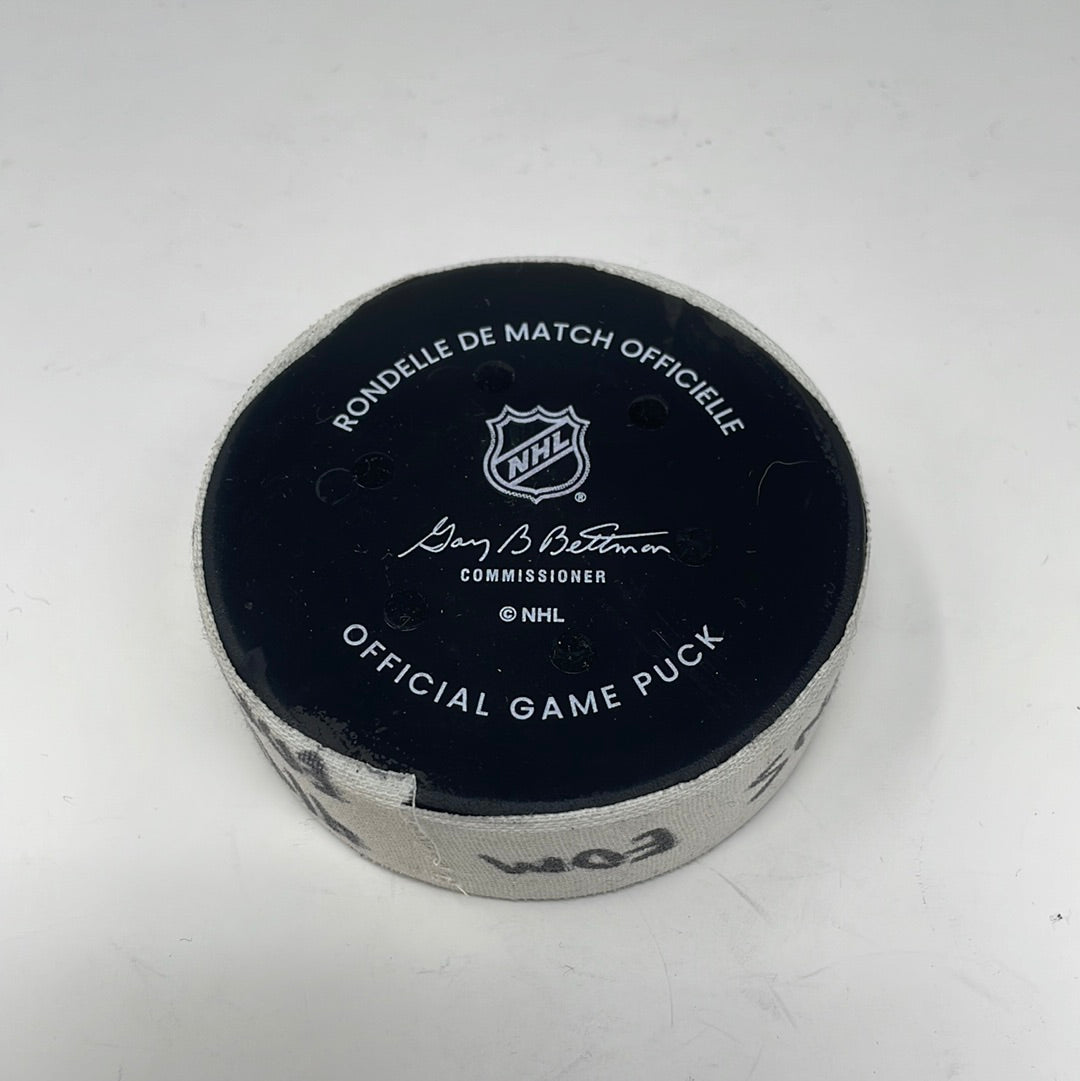 RONDELLE DE MATCH OFFICIELLE
NHL
®
Gary B Bettman
COMMISSIONER
© NHL
OFFICIAL GAME PUCK
EDM